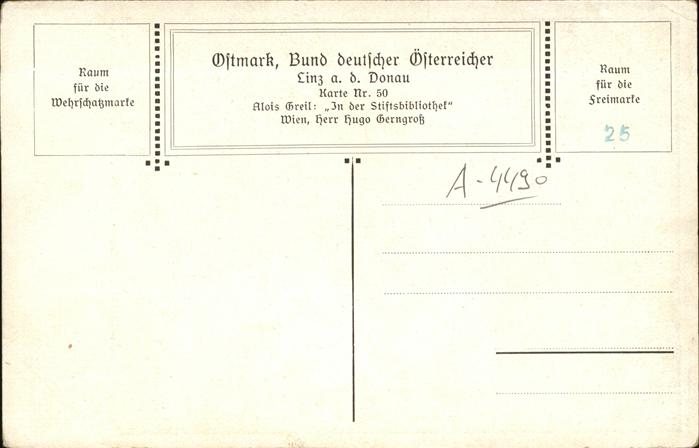 Raum
für die
Wehrschatzmarke
Ostmark, Bund deutscher Österreicher
Linz a. d. Donau
Karte Nr. 50
Alois Greil: „In der Stiftsbibliothek“
Wien, Herr Hugo Gerngroß
Raum
für die
Freimarke
25
A-4490